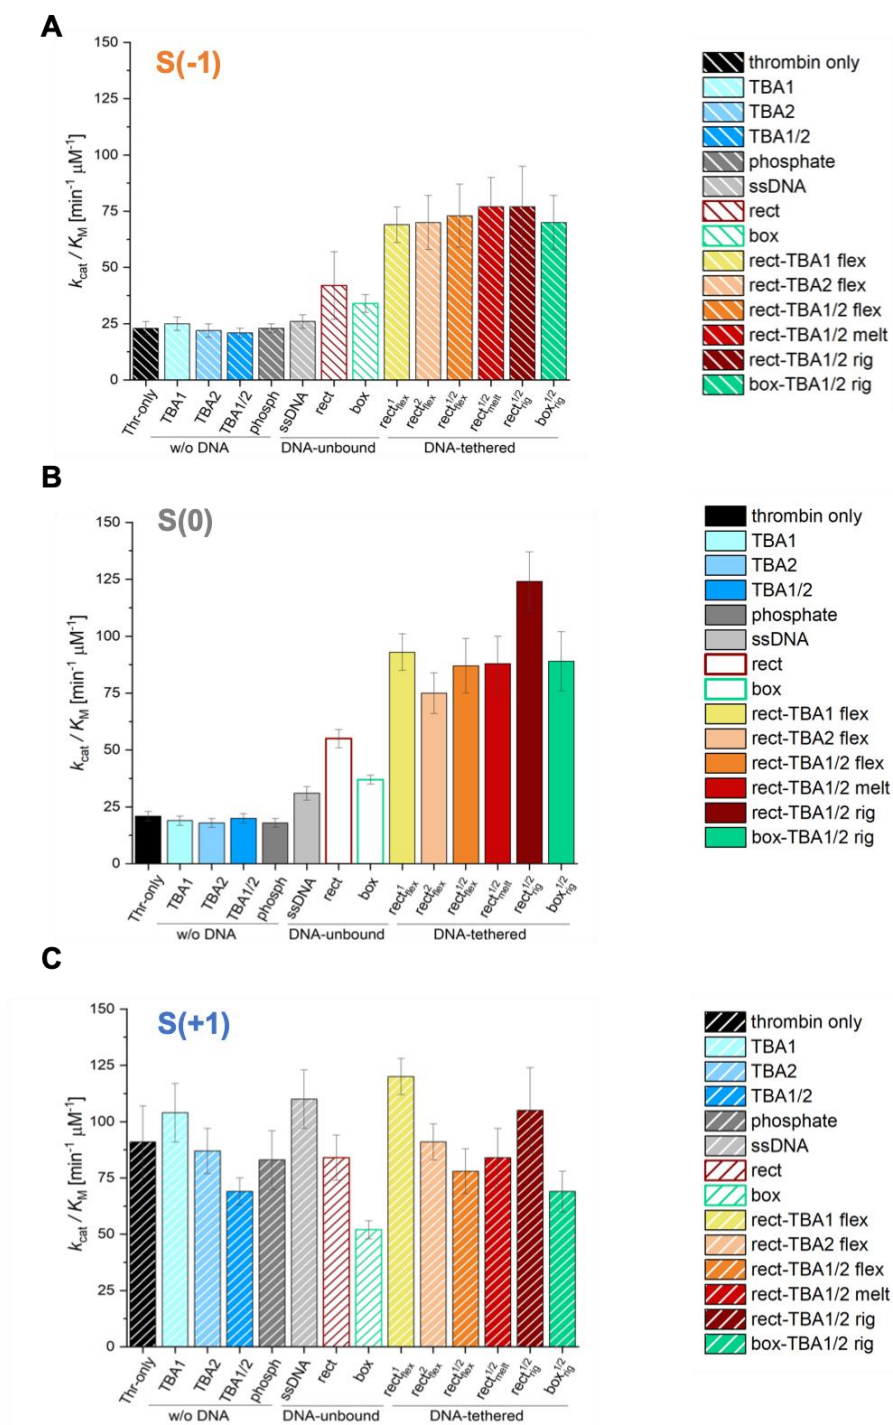 A
S(-1)
k_cat / K_M [min⁻¹ μM⁻¹]
150
125
100
75
50
25
0
Thr-only
TBA1
TBA2
TBA1/2
phosph
ssDNA
rect
box
rect¹flex
rect²flex
rect¹/²flex
rect¹/²melt
rect¹/²rig
box¹/²rig
w/o DNA
DNA-unbound
DNA-tethered
thrombin only
TBA1
TBA2
TBA1/2
phosphate
ssDNA
rect
box
rect-TBA1 flex
rect-TBA2 flex
rect-TBA1/2 flex
rect-TBA1/2 melt
rect-TBA1/2 rig
box-TBA1/2 rig
B
S(0)
k_cat / K_M [min⁻¹ μM⁻¹]
150
125
100
75
50
25
0
Thr-only
TBA1
TBA2
TBA1/2
phosph
ssDNA
rect
box
rect¹flex
rect²flex
rect¹/²flex
rect¹/²melt
rect¹/²rig
box¹/²rig
w/o DNA
DNA-unbound
DNA-tethered
thrombin only
TBA1
TBA2
TBA1/2
phosphate
ssDNA
rect
box
rect-TBA1 flex
rect-TBA2 flex
rect-TBA1/2 flex
rect-TBA1/2 melt
rect-TBA1/2 rig
box-TBA1/2 rig
C
S(+1)
k_cat / K_M [min⁻¹ μM⁻¹]
150
125
100
75
50
25
0
Thr-only
TBA1
TBA2
TBA1/2
phosph
ssDNA
rect
box
rect¹flex
rect²flex
rect¹/²flex
rect¹/²melt
rect¹/²rig
box¹/²rig
w/o DNA
DNA-unbound
DNA-tethered
thrombin only
TBA1
TBA2
TBA1/2
phosphate
ssDNA
rect
box
rect-TBA1 flex
rect-TBA2 flex
rect-TBA1/2 flex
rect-TBA1/2 melt
rect-TBA1/2 rig
box-TBA1/2 rig